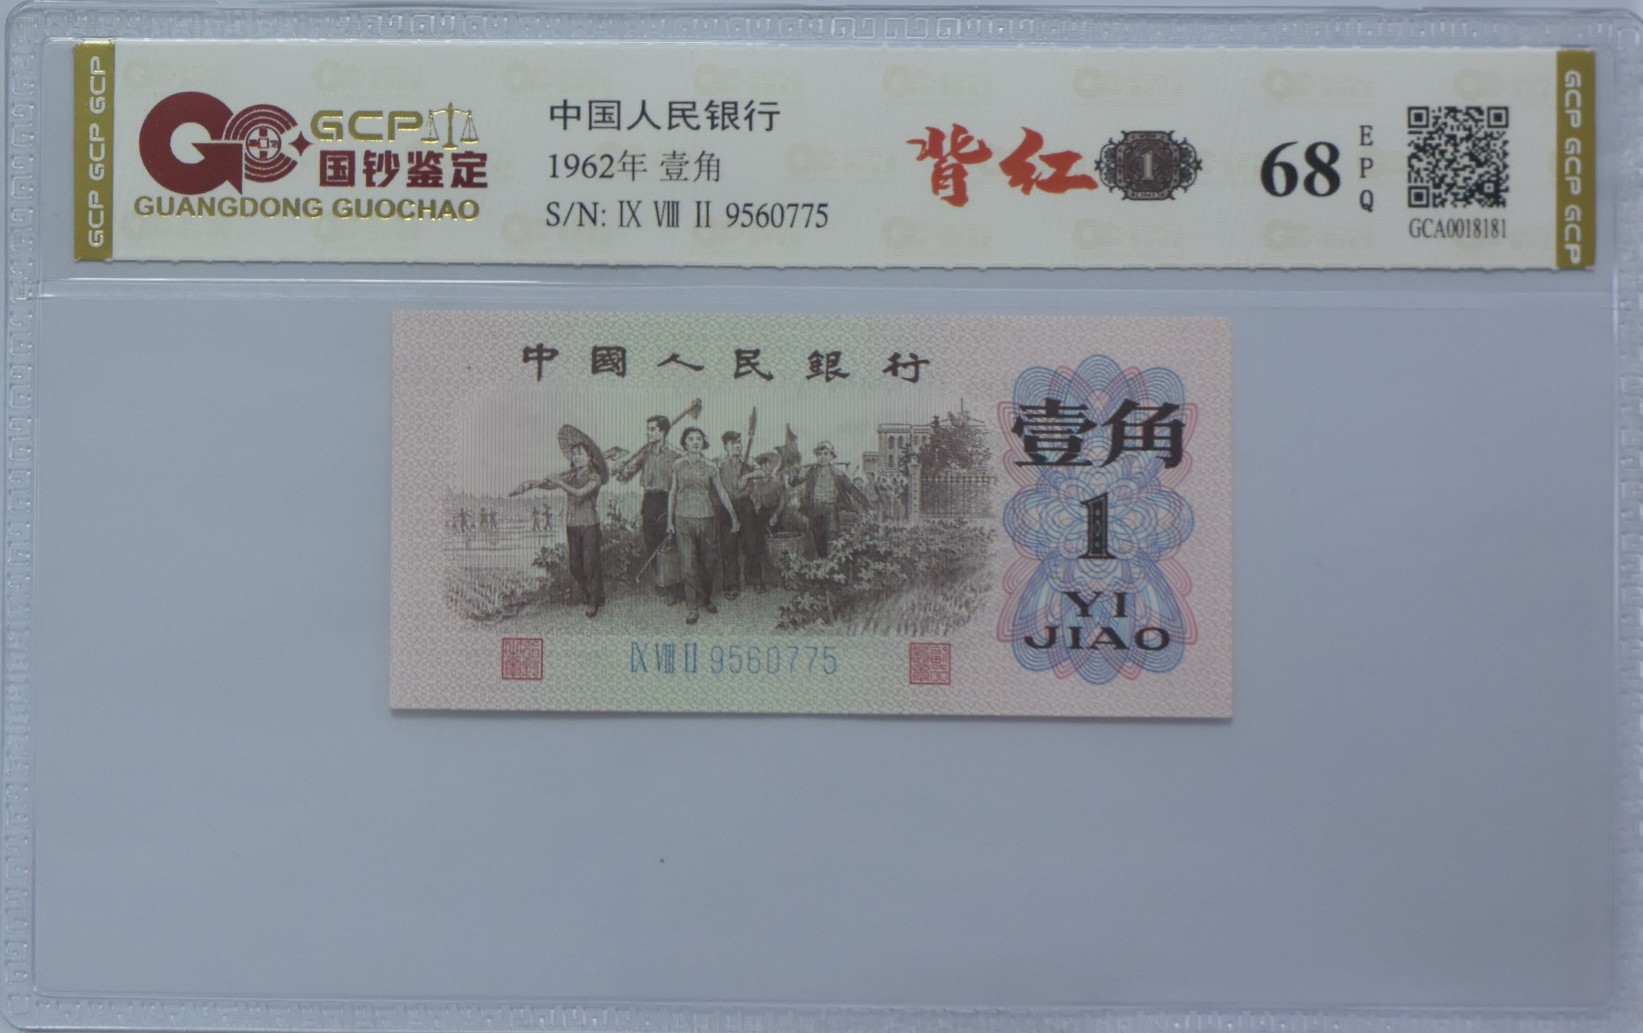 GCP GCP GCP
GCP
国钞鉴定
GUANGDONG GUOCHAO
中国人民银行
1962年 壹角
S/N: Ⅸ Ⅷ Ⅱ 9560775
背红
1
68
EPQ
GCA0018181
GCP GCP GCP
中國人民銀行
壹角
1
YI
JIAO
Ⅸ Ⅷ Ⅱ 9560775